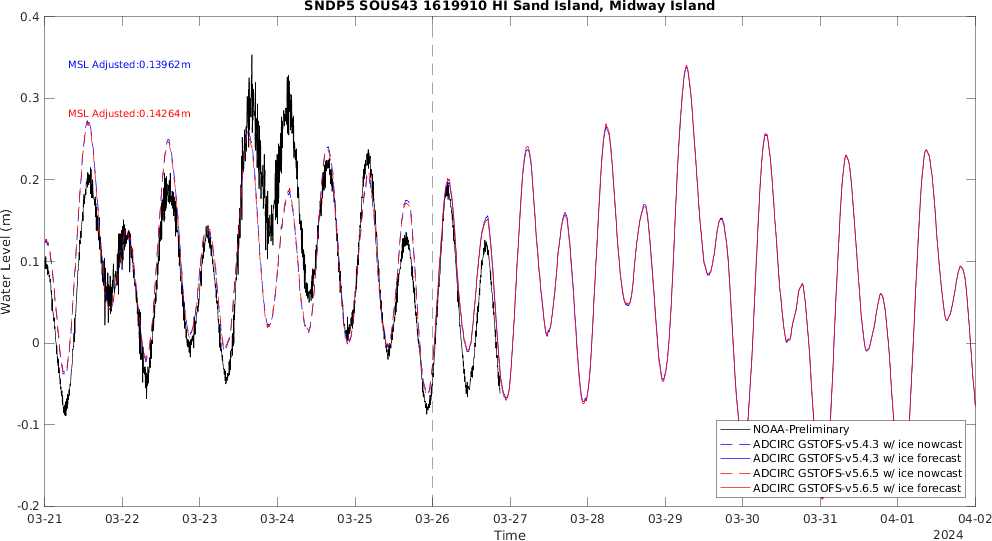 SNDP5 SOUS43 1619910 HI Sand Island, Midway Island
0.4
0.3
0.2
0.1
0
-0.1
-0.2
Water Level (m)
MSL Adjusted:0.13962m
MSL Adjusted:0.14264m
NOAA-Preliminary
ADCIRC GSTOFS-v5.4.3 w/ ice nowcast
ADCIRC GSTOFS-v5.4.3 w/ ice forecast
ADCIRC GSTOFS-v5.6.5 w/ ice nowcast
ADCIRC GSTOFS-v5.6.5 w/ ice forecast
03-21 03-22 03-23 03-24 03-25 03-26 03-27 03-28 03-29 03-30 03-31 04-01 04-02
Time
2024